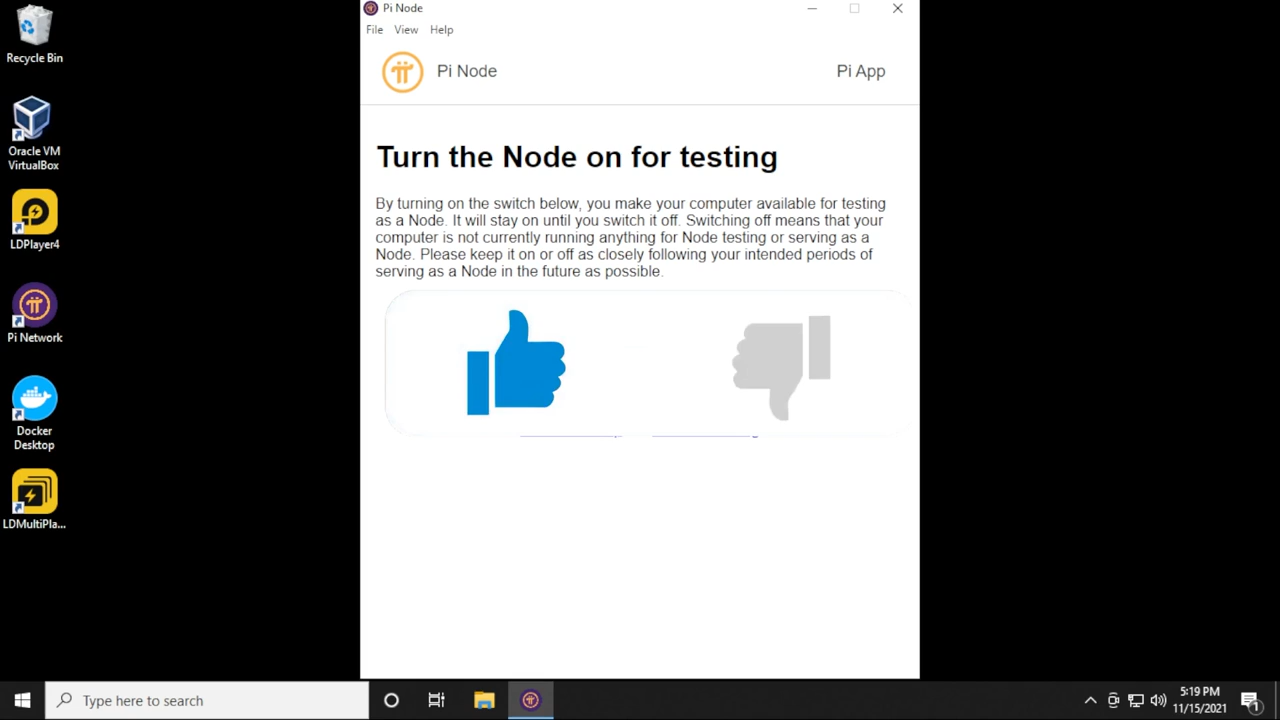 Pi Node
File View Help
Pi Node
Pi App
Turn the Node on for testing
By turning on the switch below, you make your computer available for testing
as a Node. It will stay on until you switch it off. Switching off means that your
computer is not currently running anything for Node testing or serving as a
Node. Please keep it on or off as closely following your intended periods of
serving as a Node in the future as possible.
Recycle Bin
Oracle VM
VirtualBox
LDPlayer4
Pi Network
Docker
Desktop
LDMultiPla...
Type here to search
5:19 PM
11/15/2021
1